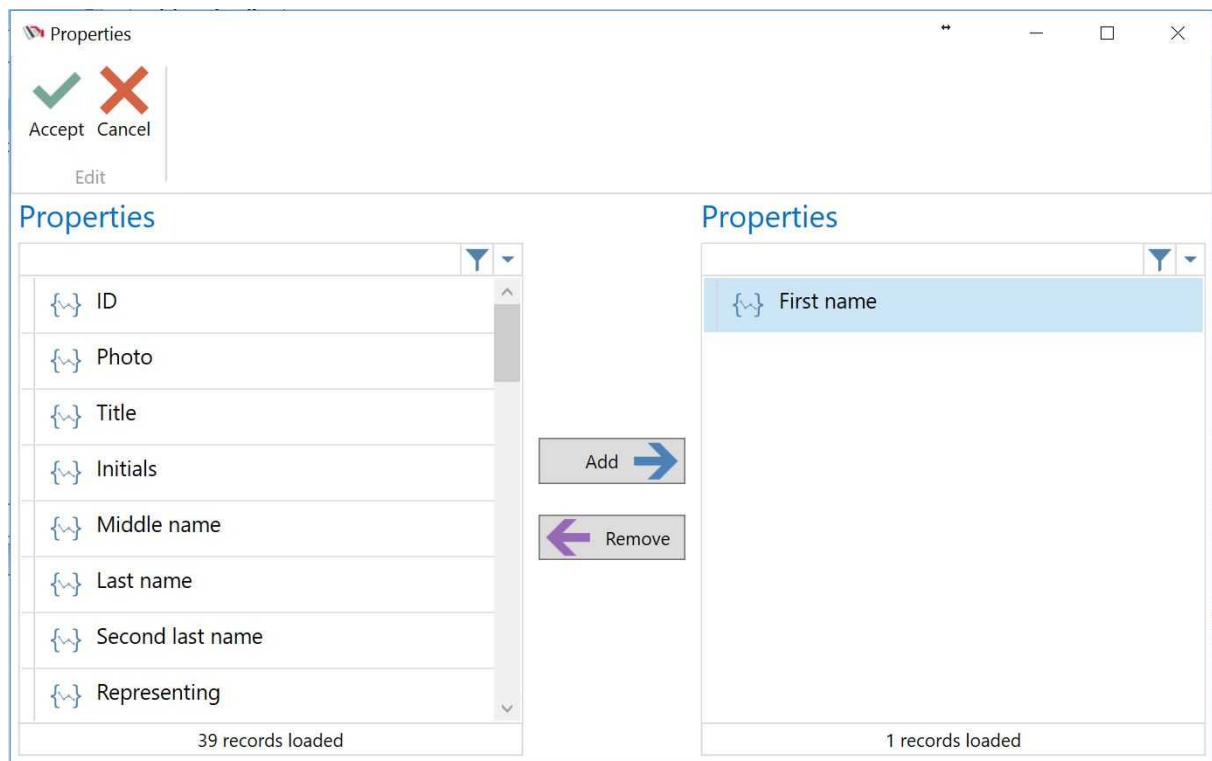 Properties
Accept Cancel
Edit
Properties
ID
Photo
Title
Initials
Middle name
Last name
Second last name
Representing
39 records loaded
Add
Remove
Properties
First name
1 records loaded